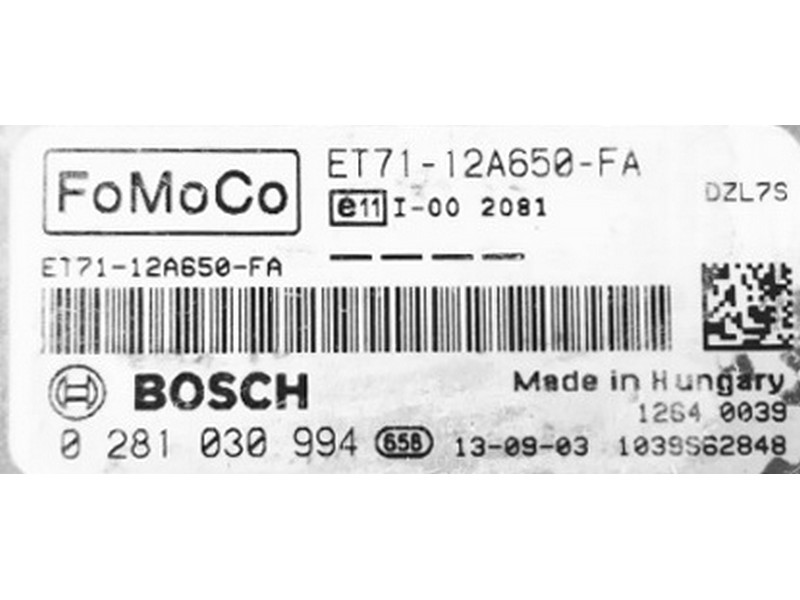 FoMoCo
ET71-12A650-FA
e11 I-00 2081
DZL7S
ET71-12A650-FA
BOSCH
Made in Hungary
1264 0039
0 281 030 994 658 13-09-03 1039S62848